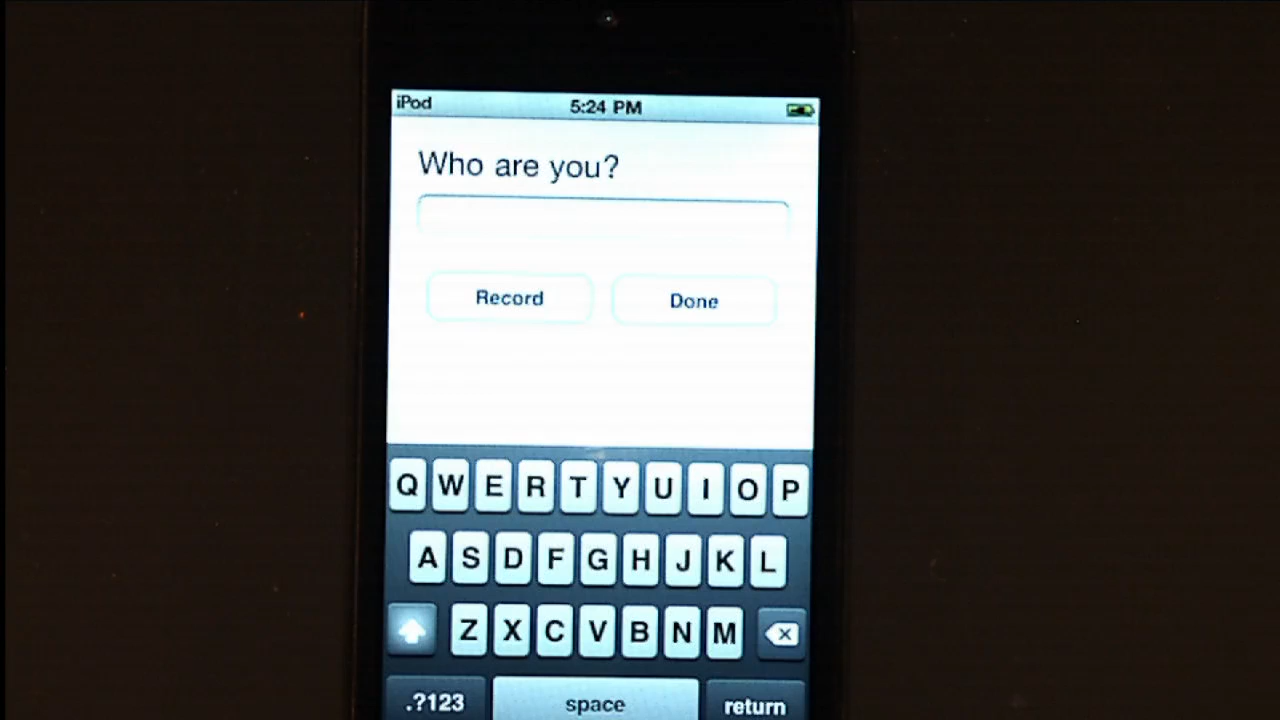 iPod 5:24 PM
Who are you?
Record Done
Q W E R T Y U I O P
A S D F G H J K L
Z X C V B N M
.?123 space return